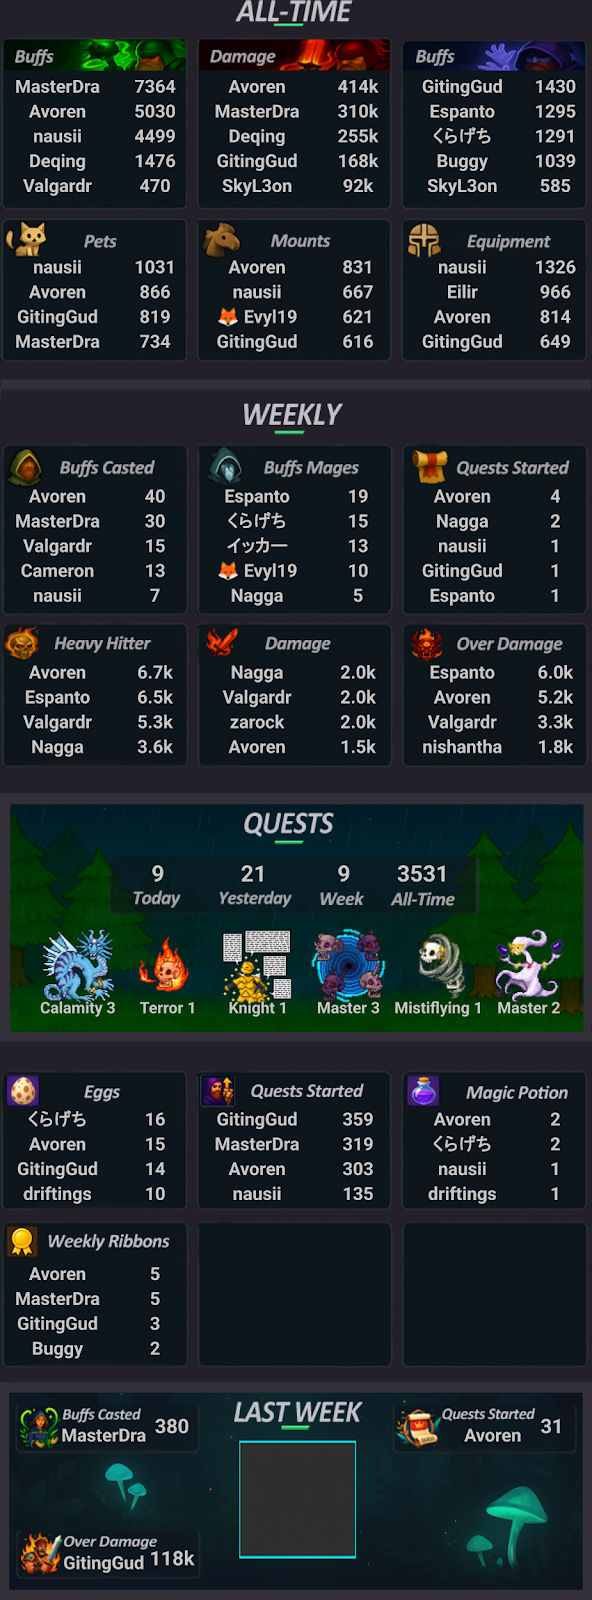 ALL-TIME
Buffs
MasterDra 7364
Avoren 5030
nausii 4499
Deqing 1476
Valgardr 470
Damage
Avoren 414k
MasterDra 310k
Deqing 255k
GitingGud 168k
SkyL3on 92k
Buffs
GitingGud 1430
Espanto 1295
くらげち 1291
Buggy 1039
SkyL3on 585
Pets
nausii 1031
Avoren 866
GitingGud 819
MasterDra 734
Mounts
Avoren 831
nausii 667
🦊 Evyl19 621
GitingGud 616
Equipment
nausii 1326
Eilir 966
Avoren 814
GitingGud 649
WEEKLY
Buffs Casted
Avoren 40
MasterDra 30
Valgardr 15
Cameron 13
nausii 7
Buffs Mages
Espanto 19
くらげち 15
イッカー 13
🦊 Evyl19 10
Nagga 5
Quests Started
Avoren 4
Nagga 2
nausii 1
GitingGud 1
Espanto 1
Heavy Hitter
Avoren 6.7k
Espanto 6.5k
Valgardr 5.3k
Nagga 3.6k
Damage
Nagga 2.0k
Valgardr 2.0k
zarock 2.0k
Avoren 1.5k
Over Damage
Espanto 6.0k
Avoren 5.2k
Valgardr 3.3k
nishantha 1.8k
QUESTS
9 21 9 3531
Today Yesterday Week All-Time
Calamity 3 Terror 1 Knight 1 Master 3 Mistiflying 1 Master 2
Eggs
くらげち 16
Avoren 15
GitingGud 14
driftings 10
Quests Started
GitingGud 359
MasterDra 319
Avoren 303
nausii 135
Magic Potion
Avoren 2
くらげち 2
nausii 1
driftings 1
Weekly Ribbons
Avoren 5
MasterDra 5
GitingGud 3
Buggy 2
LAST WEEK
Buffs Casted
MasterDra 380
Quests Started
Avoren 31
Over Damage
GitingGud 118k